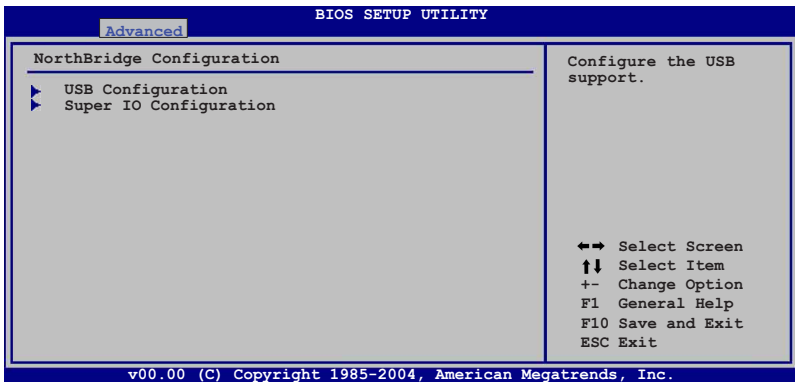 BIOS SETUP UTILITY
Advanced
NorthBridge Configuration
USB Configuration
Super IO Configuration
Configure the USB
support.
Select Screen
Select Item
+- Change Option
F1 General Help
F10 Save and Exit
ESC Exit
v00.00 (C) Copyright 1985-2004, American Megatrends, Inc.